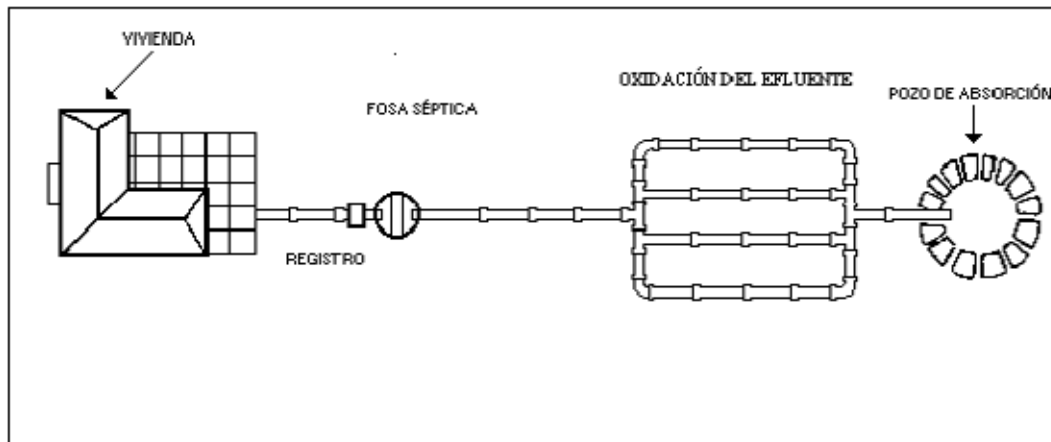 VIVIENDA
OXIDACIÓN DEL EFLUENTE
POZO DE ABSORCIÓN
FOSA SÉPTICA
REGISTRO